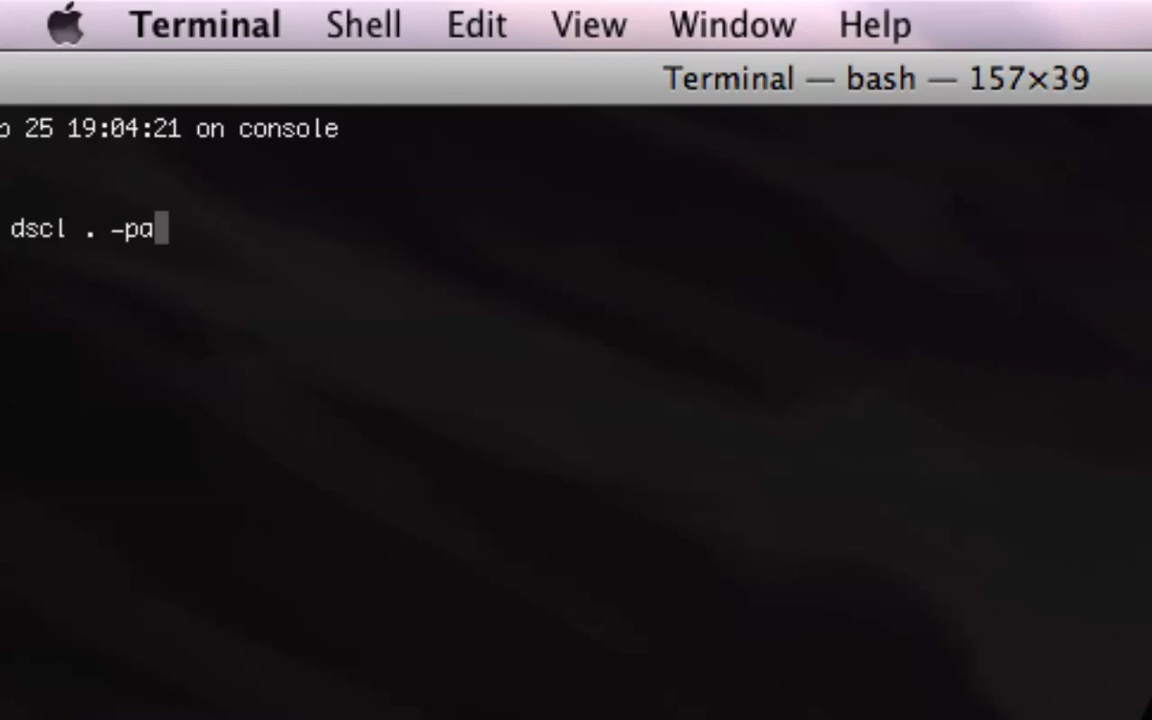 Terminal Shell Edit View Window Help
Terminal — bash — 157×39
25 19:04:21 on console
dscl . -pa